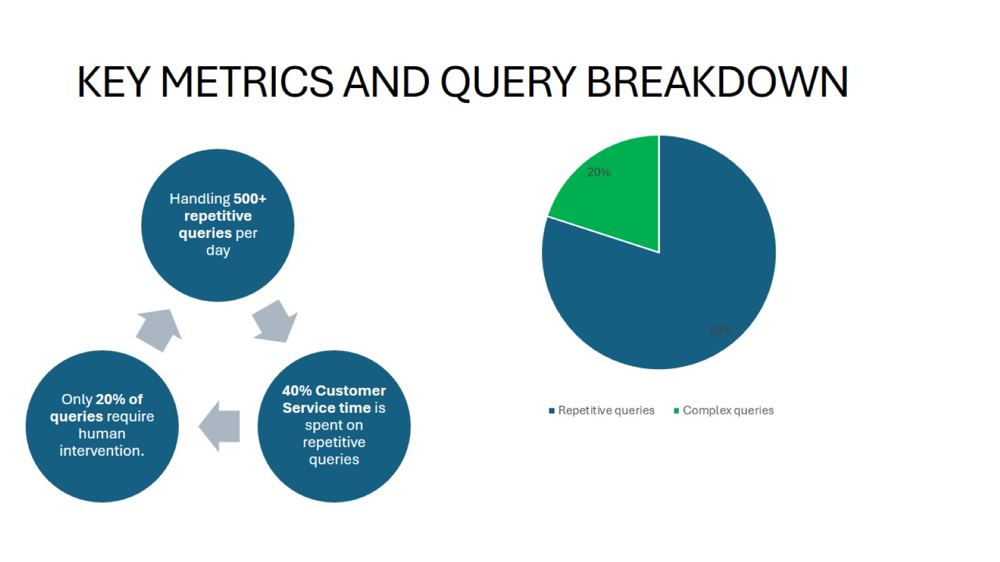 KEY METRICS AND QUERY BREAKDOWN
Handling 500+
repetitive
queries per
day
40% Customer
Service time is
spent on
repetitive
queries
Only 20% of
queries require
human
intervention.
20%
80%
Repetitive queries
Complex queries